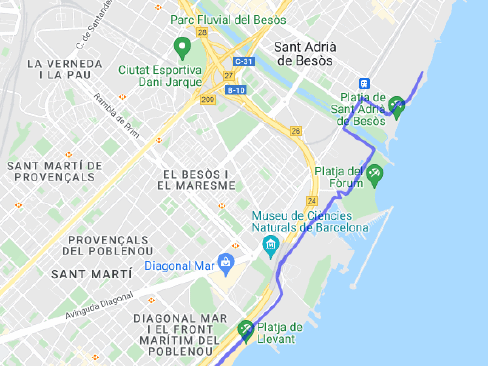 Parc Fluvial del Besòs
C. de Santander
28
Sant Adrià
de Besòs
LA VERNEDA
I LA PAU
Ciutat Esportiva
Dani Jarque
C-31
27
B-10
209
Rambla de Prim
Platja de
Sant Adrià
de Besòs
26
SANT MARTÍ DE
PROVENÇALS
EL BESÒS I
EL MARESME
Platja del
Fòrum
24
Museu de Ciències
Naturals de Barcelona
PROVENÇALS
DEL POBLENOU
SANT MARTÍ
Diagonal Mar
Avinguda Diagonal
DIAGONAL MAR
I EL FRONT
MARÍTIM DEL
POBLENOU
Platja de
Llevant